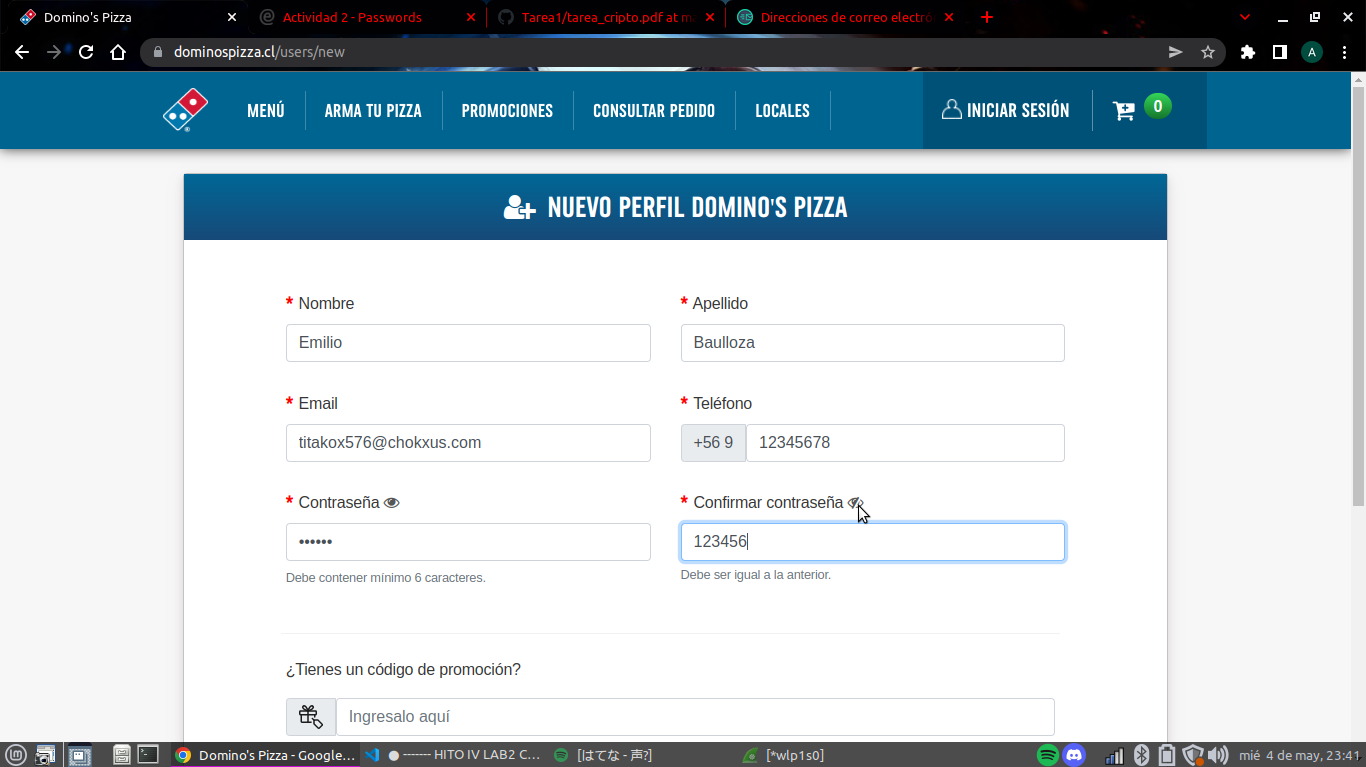 Domino's Pizza
Actividad 2 - Passwords
Tarea1/tarea_cripto.pdf at m
Direcciones de correo electró
dominospizza.cl/users/new
A
MENÚ
ARMA TU PIZZA
PROMOCIONES
CONSULTAR PEDIDO
LOCALES
INICIAR SESIÓN
0
NUEVO PERFIL DOMINO'S PIZZA
* Nombre
* Apellido
Emilio
Baulloza
* Email
* Teléfono
titakox576@chokxus.com
+56 9
12345678
* Contraseña
* Confirmar contraseña
••••••
123456
Debe contener mínimo 6 caracteres.
Debe ser igual a la anterior.
¿Tienes un código de promoción?
Ingresalo aquí
Domino's Pizza - Google...
● ------- HITO IV LAB2 C...
[はてな - 声?]
[*wlp1s0]
mié 4 de may, 23:41